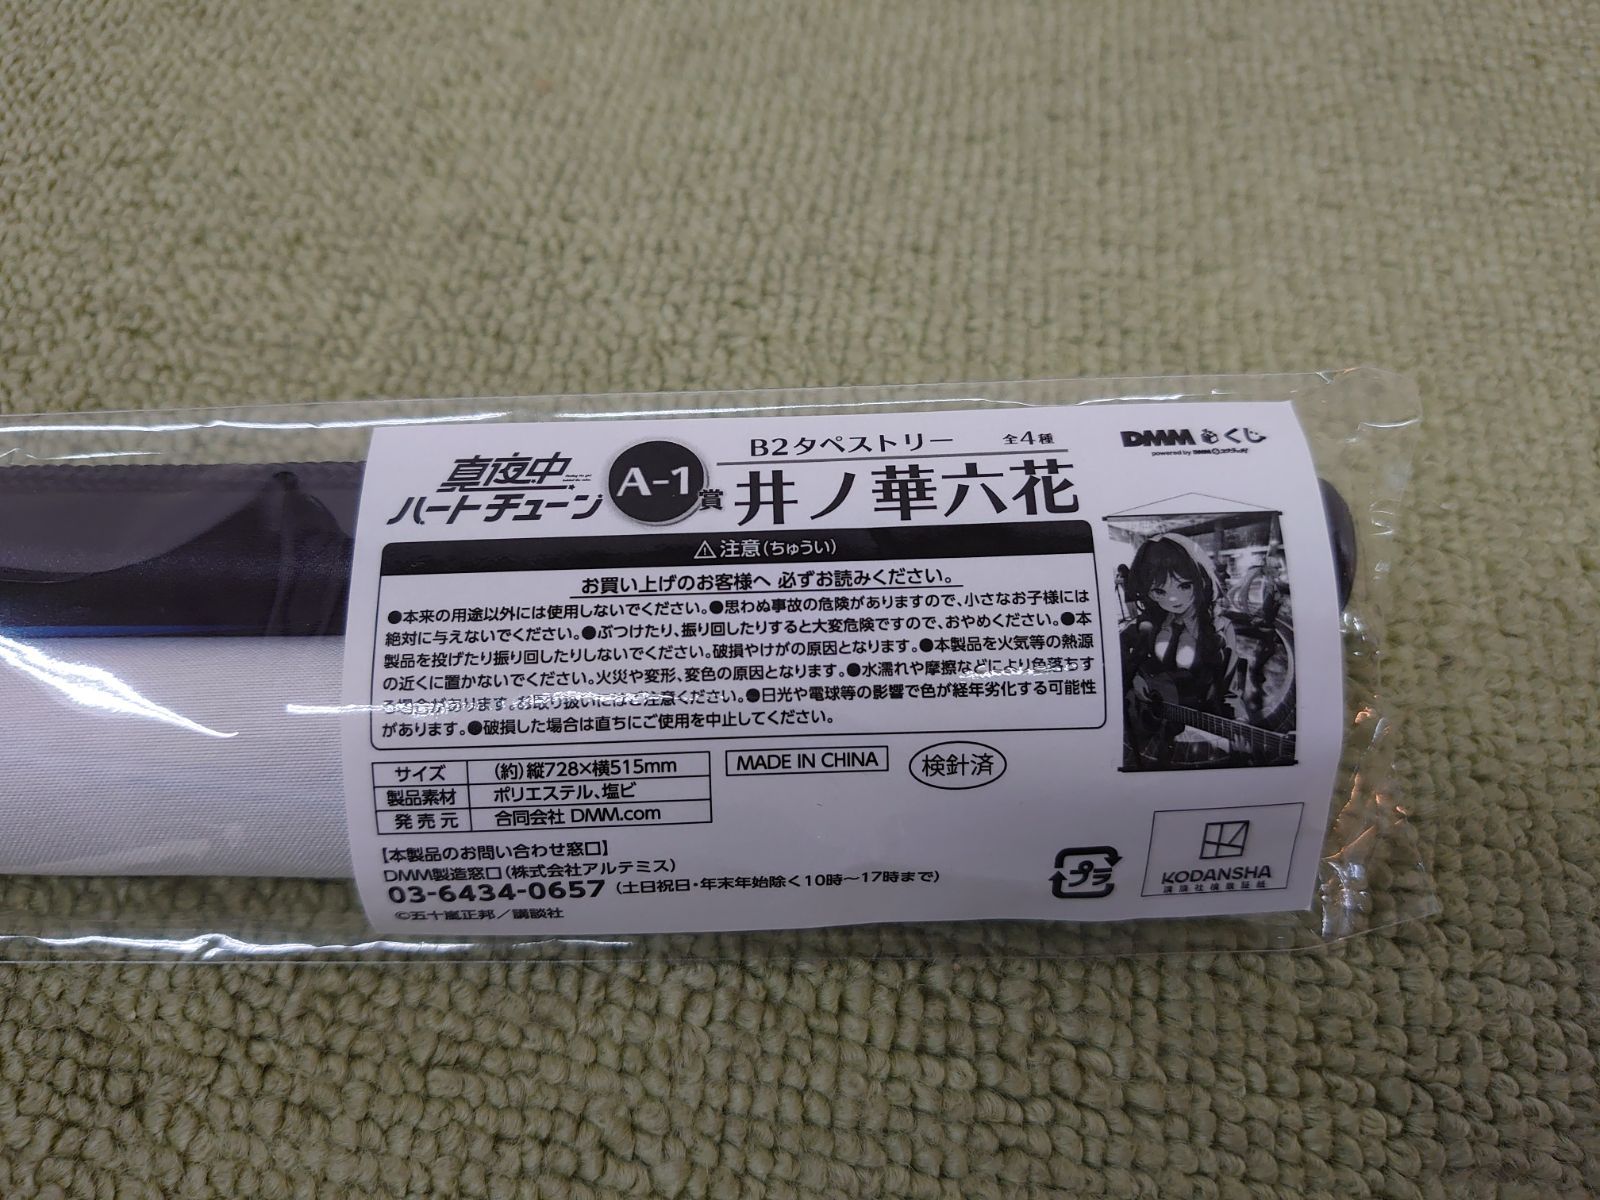 真夜中
ハートチューン
A-1賞
B2タペストリー 全4種
井ノ華六花
DMMくじ
powered by DMMスクラッチ
⚠注意(ちゅうい)
お買い上げのお客様へ 必ずお読みください。
●本来の用途以外には使用しないでください。●思わぬ事故の危険がありますので、小さなお子様には
絶対に与えないでください。●ぶつけたり、振り回したりすると大変危険ですので、おやめください。●本
製品を投げたり振り回したりしないでください。破損やけがの原因となります。●本製品を火気等の熱源
の近くに置かないでください。火災や変形、変色の原因となります。●水濡れや摩擦などにより色落ちす
る場合があります。お取り扱いにはご注意ください。●日光や電球等の影響で色が経年劣化する可能性
があります。●破損した場合は直ちにご使用を中止してください。
サイズ (約)縦728×横515mm
製品素材 ポリエステル、塩ビ
発売元 合同会社 DMM.com
MADE IN CHINA
検針済
【本製品のお問い合わせ窓口】
DMM製造窓口(株式会社アルテミス)
03-6434-0657 (土日祝日・年末年始除く10時〜17時まで)
©五十嵐正邦/講談社
プラ
KODANSHA
講談社偽装証紙